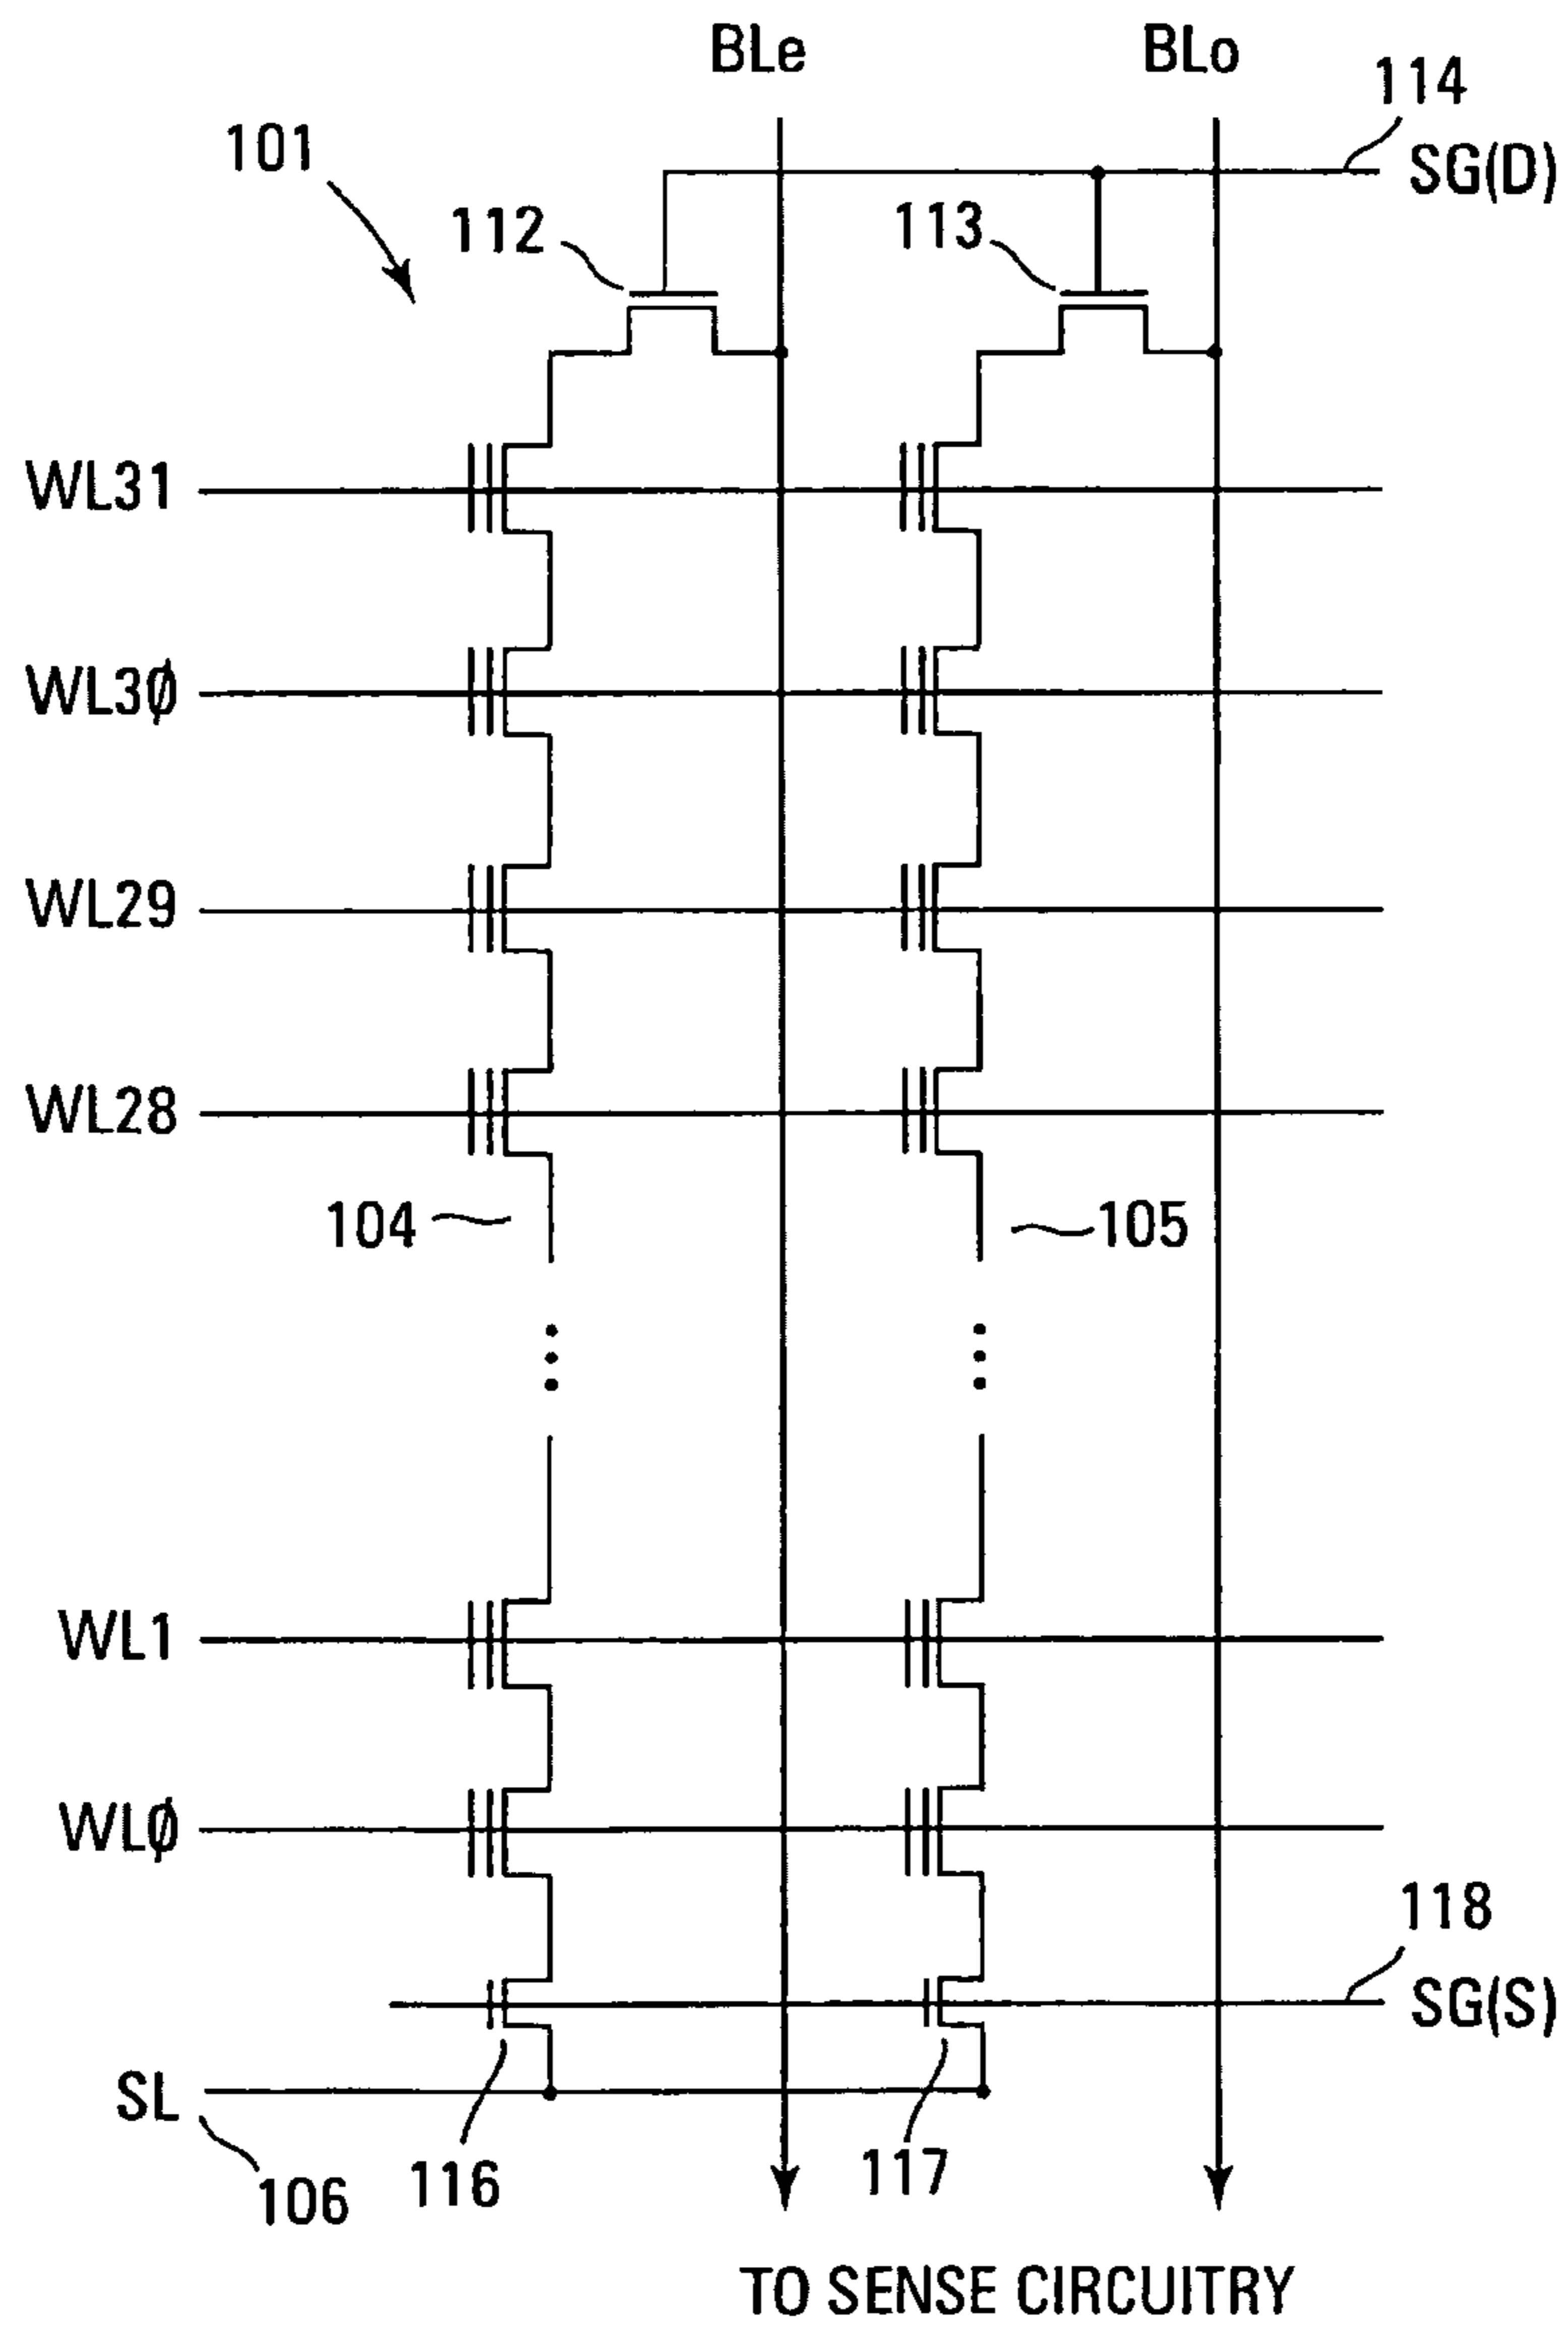 BLe
BLo
114
SG(D)
101
112
113
WL31
WL3Ø
WL29
WL28
104
105
WL1
WLØ
118
SG(S)
SL
116
117
106
TO SENSE CIRCUITRY